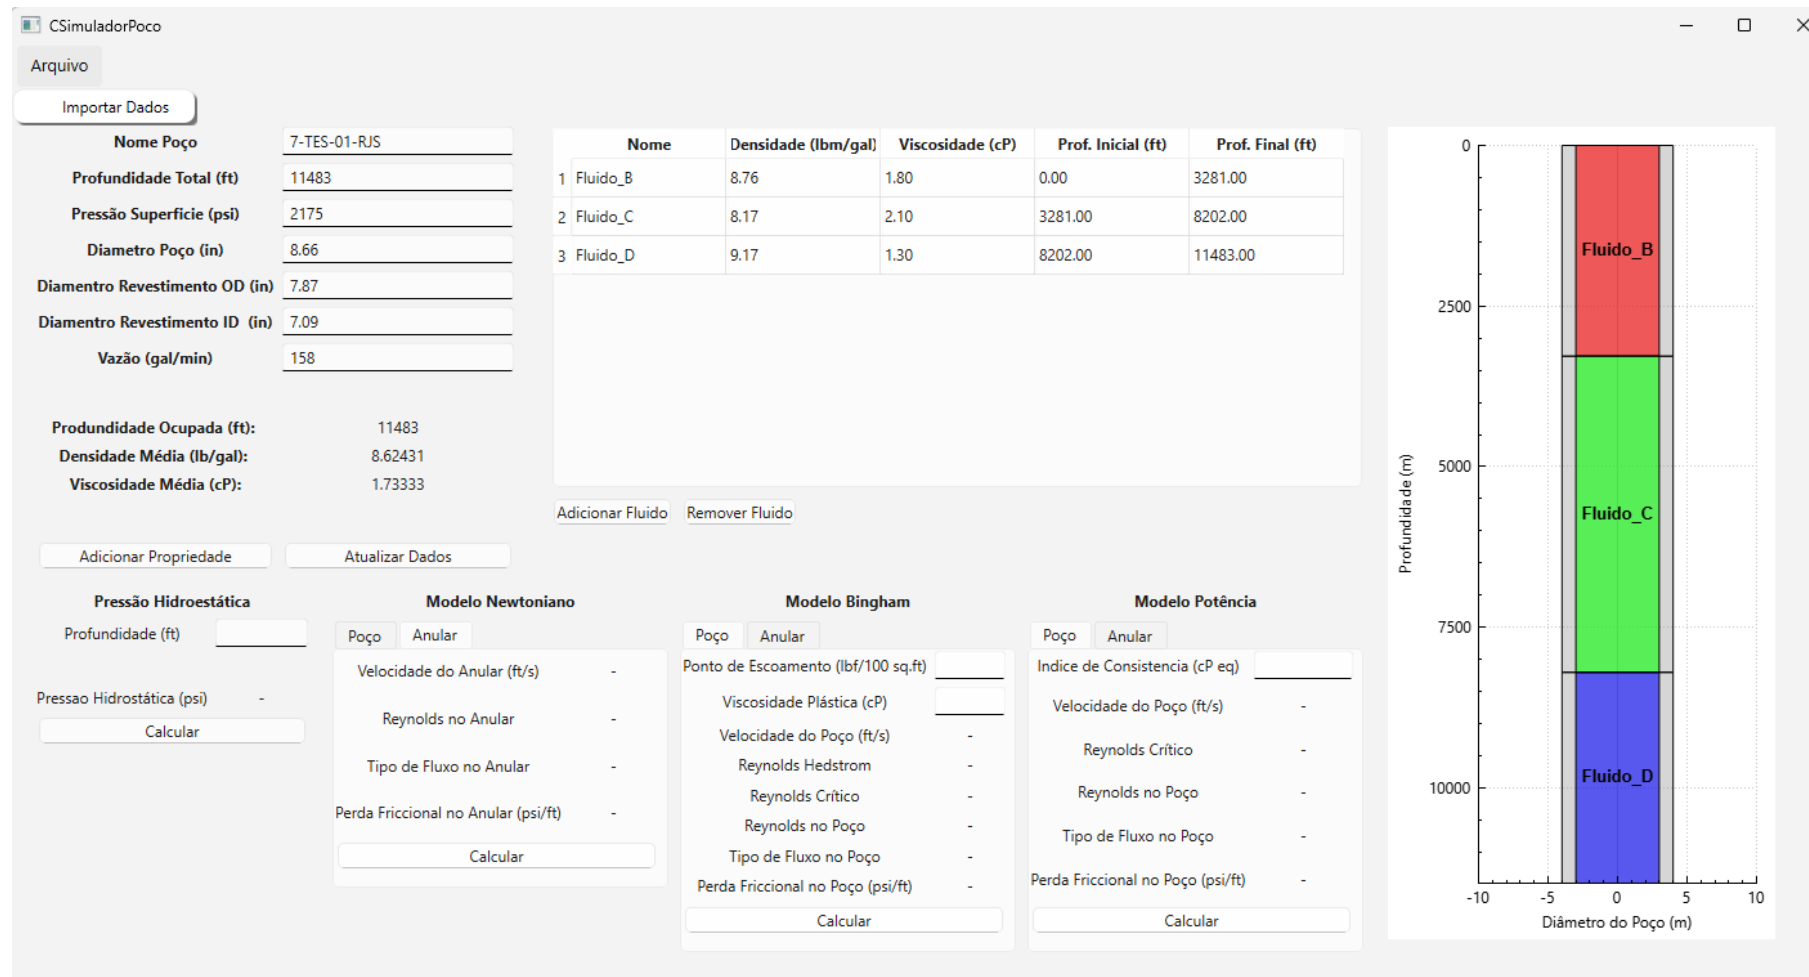 CSimuladorPoco
Arquivo
Importar Dados
Nome Poço 7-TES-01-RJS
Profundidade Total (ft) 11483
Pressão Superficie (psi) 2175
Diametro Poço (in) 8.66
Diamentro Revestimento OD (in) 7.87
Diamentro Revestimento ID (in) 7.09
Vazão (gal/min) 158
Produndidade Ocupada (ft): 11483
Densidade Média (lb/gal): 8.62431
Viscosidade Média (cP): 1.73333
Adicionar Propriedade Atualizar Dados
Nome Densidade (lbm/gal) Viscosidade (cP) Prof. Inicial (ft) Prof. Final (ft)
1 Fluido_B 8.76 1.80 0.00 3281.00
2 Fluido_C 8.17 2.10 3281.00 8202.00
3 Fluido_D 9.17 1.30 8202.00 11483.00
Adicionar Fluido Remover Fluido
Pressão Hidroestática
Profundidade (ft)
Pressao Hidrostática (psi) -
Calcular
Modelo Newtoniano
Poço Anular
Velocidade do Anular (ft/s) -
Reynolds no Anular -
Tipo de Fluxo no Anular -
Perda Friccional no Anular (psi/ft) -
Calcular
Modelo Bingham
Poço Anular
Ponto de Escoamento (lbf/100 sq.ft)
Viscosidade Plástica (cP)
Velocidade do Poço (ft/s) -
Reynolds Hedstrom -
Reynolds Crítico -
Reynolds no Poço -
Tipo de Fluxo no Poço -
Perda Friccional no Poço (psi/ft) -
Calcular
Modelo Potência
Poço Anular
Indice de Consistencia (cP eq)
Velocidade do Poço (ft/s) -
Reynolds Crítico -
Reynolds no Poço -
Tipo de Fluxo no Poço -
Perda Friccional no Poço (psi/ft) -
Calcular
0
Fluido_B
2500
5000
Profundidade (m)
Fluido_C
7500
Fluido_D
10000
-10 -5 0 5 10
Diâmetro do Poço (m)